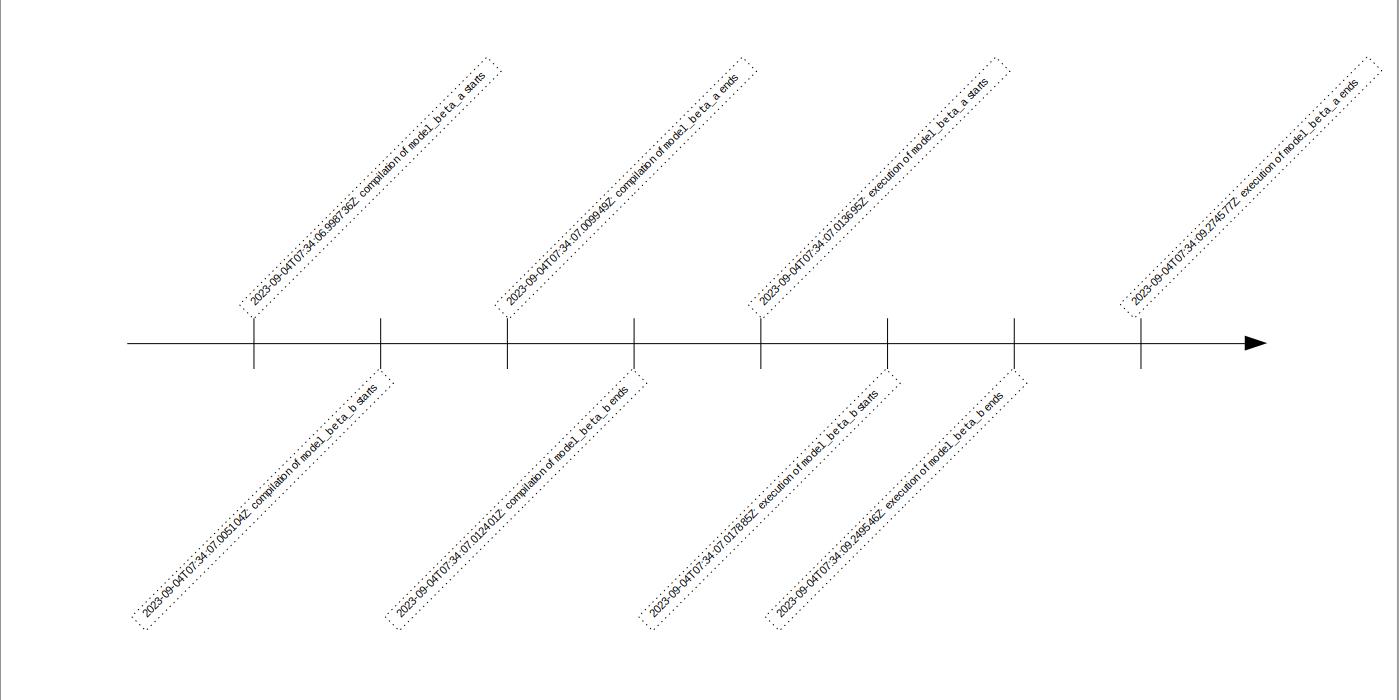 2023-09-04T07:34:06.998736Z: compilation of model_beta_a starts
2023-09-04T07:34:07.009949Z: compilation of model_beta_a ends
2023-09-04T07:34:07.013695Z: execution of model_beta_a starts
2023-09-04T07:34:09.274577Z: execution of model_beta_a ends
2023-09-04T07:34:07.005104Z: compilation of model_beta_b starts
2023-09-04T07:34:07.012401Z: compilation of model_beta_b ends
2023-09-04T07:34:07.017885Z: execution of model_beta_b starts
2023-09-04T07:34:09.249546Z: execution of model_beta_b ends